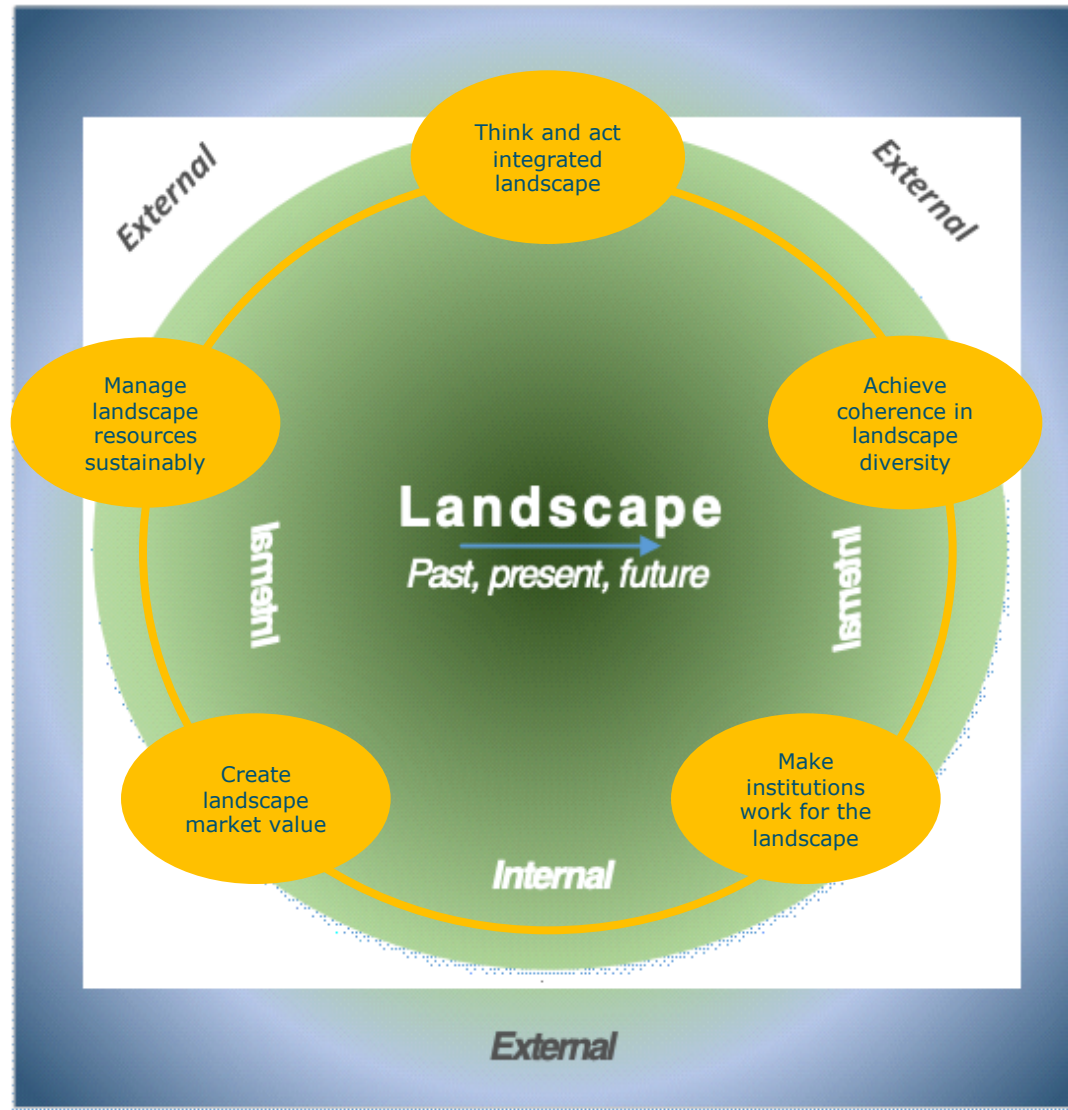 Think and act
integrated
landscape
External
External
Manage
landscape
resources
sustainably
Achieve
coherence in
landscape
diversity
Landscape
Past, present, future
Internal
Internal
Create
landscape
market value
Make
institutions
work for the
landscape
Internal
External